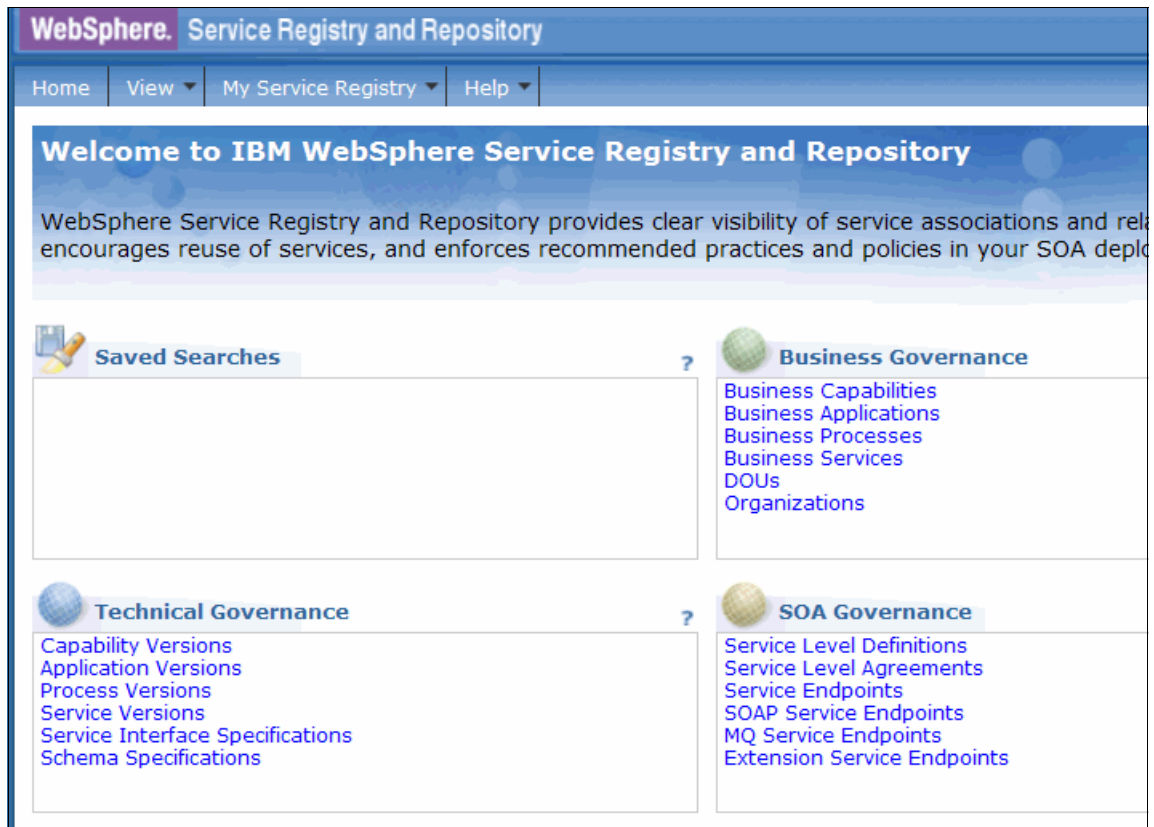 WebSphere. Service Registry and Repository
Home View My Service Registry Help
Welcome to IBM WebSphere Service Registry and Repository
WebSphere Service Registry and Repository provides clear visibility of service associations and
encourages reuse of services, and enforces recommended practices and policies in your SOA
Saved Searches ?
Business Governance
Business Capabilities
Business Applications
Business Processes
Business Services
DOUs
Organizations
Technical Governance ?
Capability Versions
Application Versions
Process Versions
Service Versions
Service Interface Specifications
Schema Specifications
SOA Governance
Service Level Definitions
Service Level Agreements
Service Endpoints
SOAP Service Endpoints
MQ Service Endpoints
Extension Service Endpoints